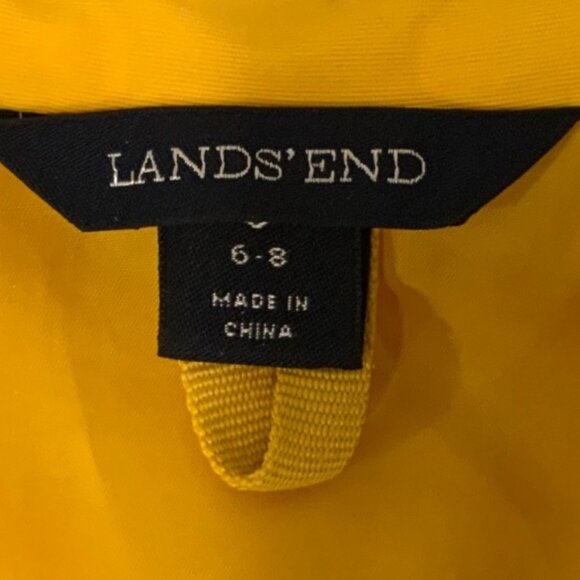 LANDS' END
6-8
MADE IN
CHINA